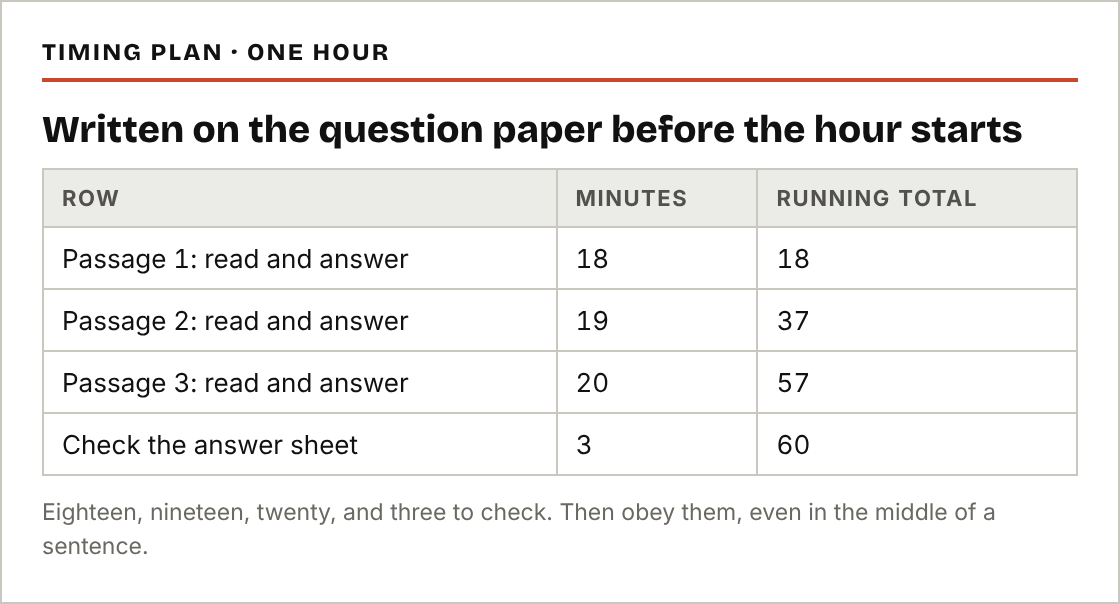 TIMING PLAN · ONE HOUR
Written on the question paper before the hour starts
ROW MINUTES RUNNING TOTAL
Passage 1: read and answer 18 18
Passage 2: read and answer 19 37
Passage 3: read and answer 20 57
Check the answer sheet 3 60
Eighteen, nineteen, twenty, and three to check. Then obey them, even in the middle of a
sentence.